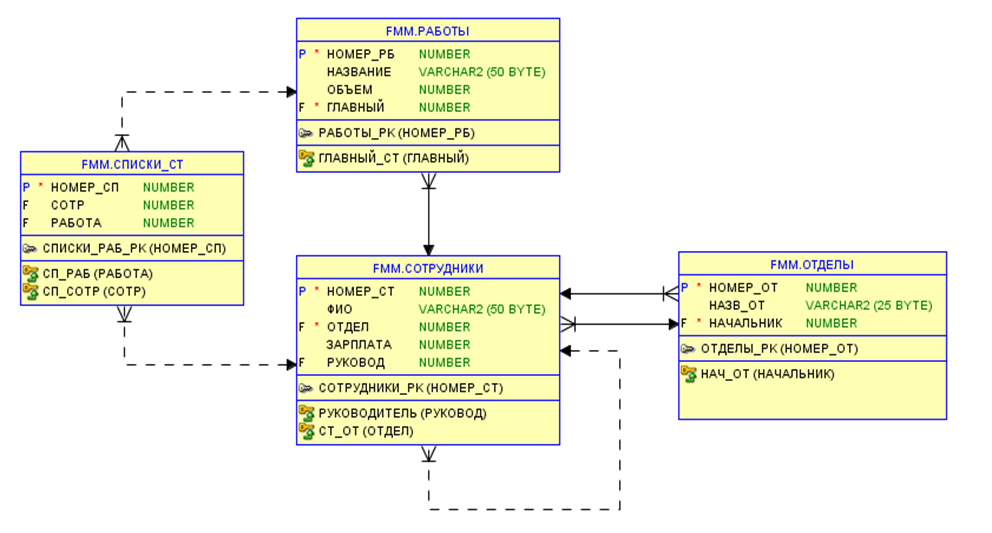 FMM.РАБОТЫ
P * НОМЕР_РБ NUMBER
НАЗВАНИЕ VARCHAR2 (50 BYTE)
ОБЪЕМ NUMBER
F * ГЛАВНЫЙ NUMBER
РАБОТЫ_PK (НОМЕР_РБ)
ГЛАВНЫЙ_СТ (ГЛАВНЫЙ)
FMM.СПИСКИ_СТ
P * НОМЕР_СП NUMBER
F СОТР NUMBER
F РАБОТА NUMBER
СПИСКИ_РАБ_PK (НОМЕР_СП)
СП_РАБ (РАБОТА)
СП_СОТР (СОТР)
FMM.СОТРУДНИКИ
P * НОМЕР_СТ NUMBER
ФИО VARCHAR2 (50 BYTE)
F * ОТДЕЛ NUMBER
ЗАРПЛАТА NUMBER
F РУКОВОД NUMBER
СОТРУДНИКИ_PK (НОМЕР_СТ)
РУКОВОДИТЕЛЬ (РУКОВОД)
СТ_ОТ (ОТДЕЛ)
FMM.ОТДЕЛЫ
P * НОМЕР_ОТ NUMBER
НАЗВ_ОТ VARCHAR2 (25 BYTE)
F * НАЧАЛЬНИК NUMBER
ОТДЕЛЫ_PK (НОМЕР_ОТ)
НАЧ_ОТ (НАЧАЛЬНИК)